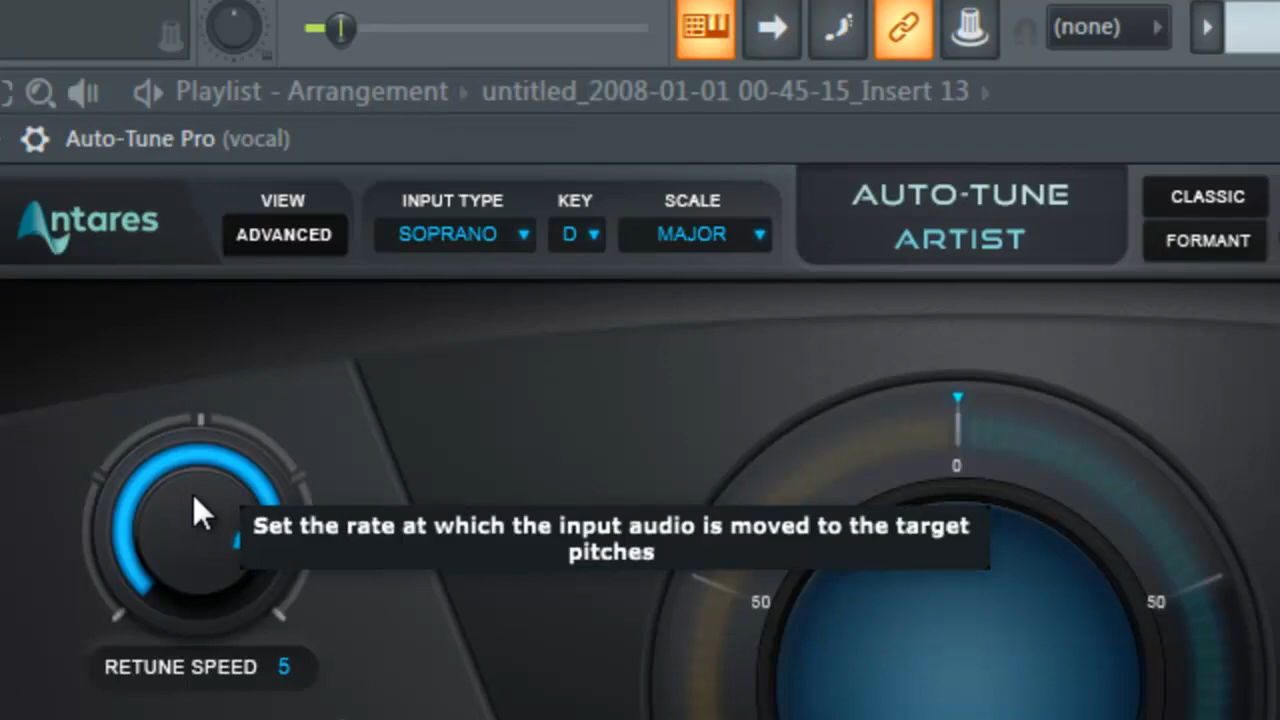 (none)
Playlist - Arrangement untitled_2008-01-01 00-45-15_Insert 13
Auto-Tune Pro (vocal)
Antares
VIEW
ADVANCED
INPUT TYPE
SOPRANO
KEY
D
SCALE
MAJOR
AUTO-TUNE
ARTIST
CLASSIC
FORMANT
0
Set the rate at which the input audio is moved to the target
pitches
50
50
RETUNE SPEED 5